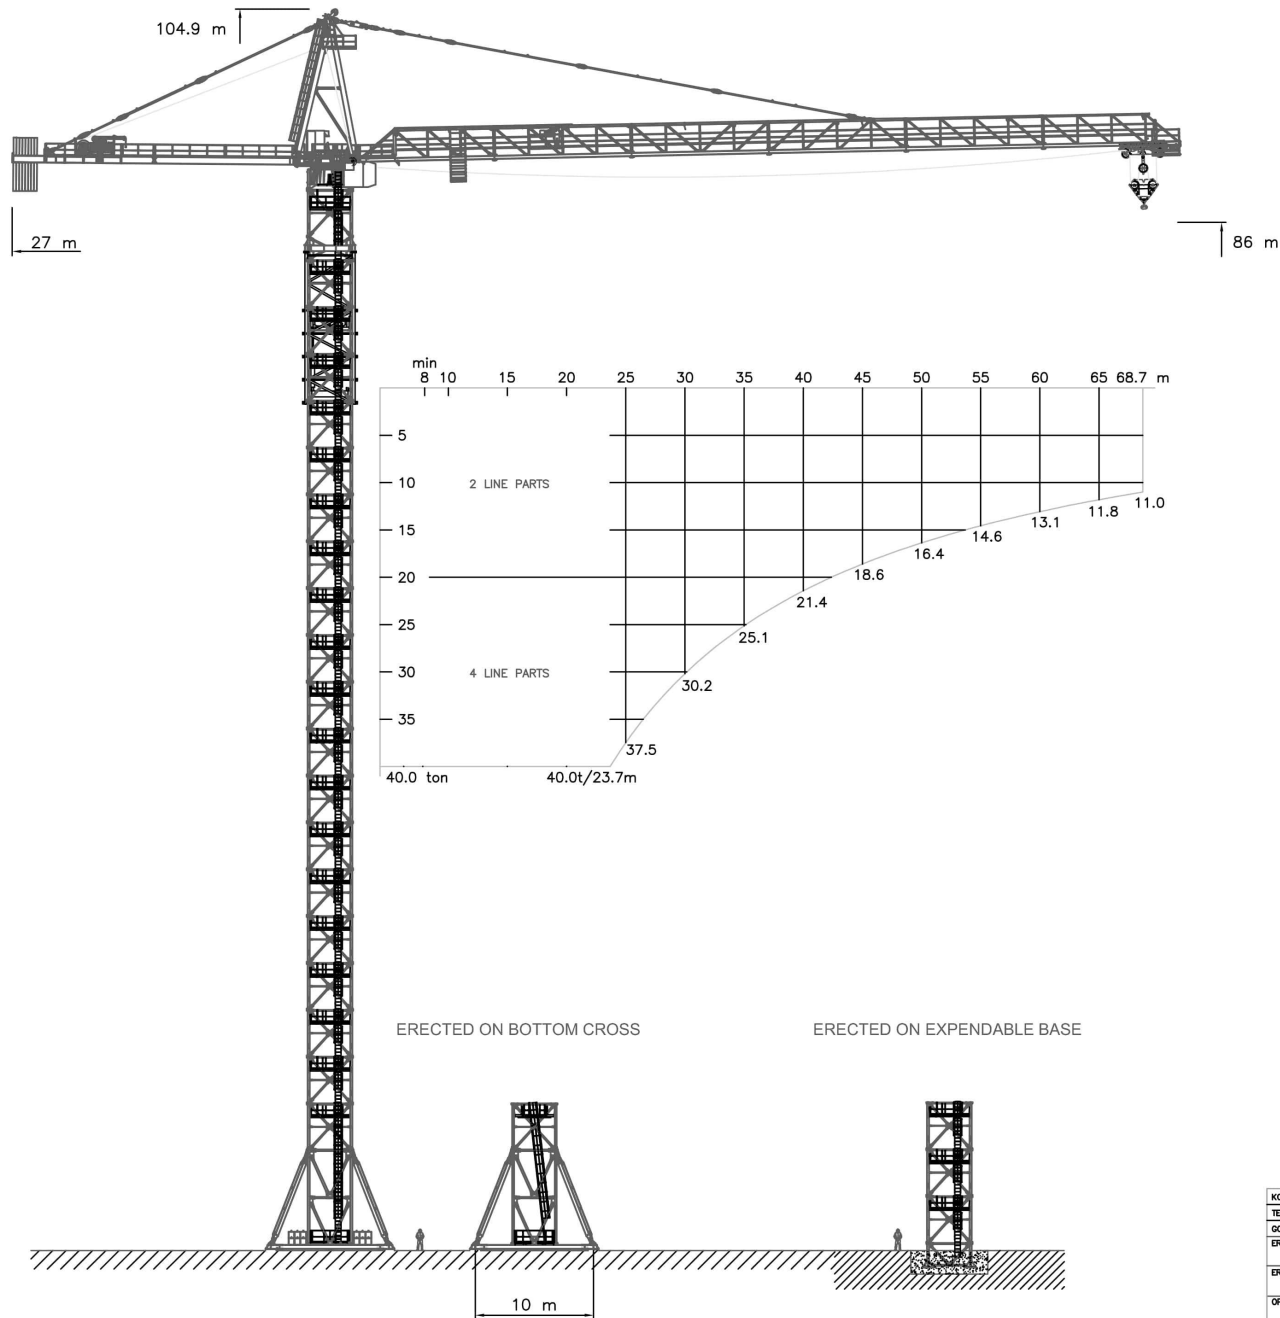 104.9 m
27 m
86 m
min
8 10 15 20 25 30 35 40 45 50 55 60 65 68.7 m
5
10 2 LINE PARTS
15
20
25
30 4 LINE PARTS
35
11.0
11.8
13.1
14.6
16.4
18.6
21.4
25.1
30.2
37.5
40.0 ton 40.0t/23.7m
ERECTED ON BOTTOM CROSS ERECTED ON EXPENDABLE BASE
10 m